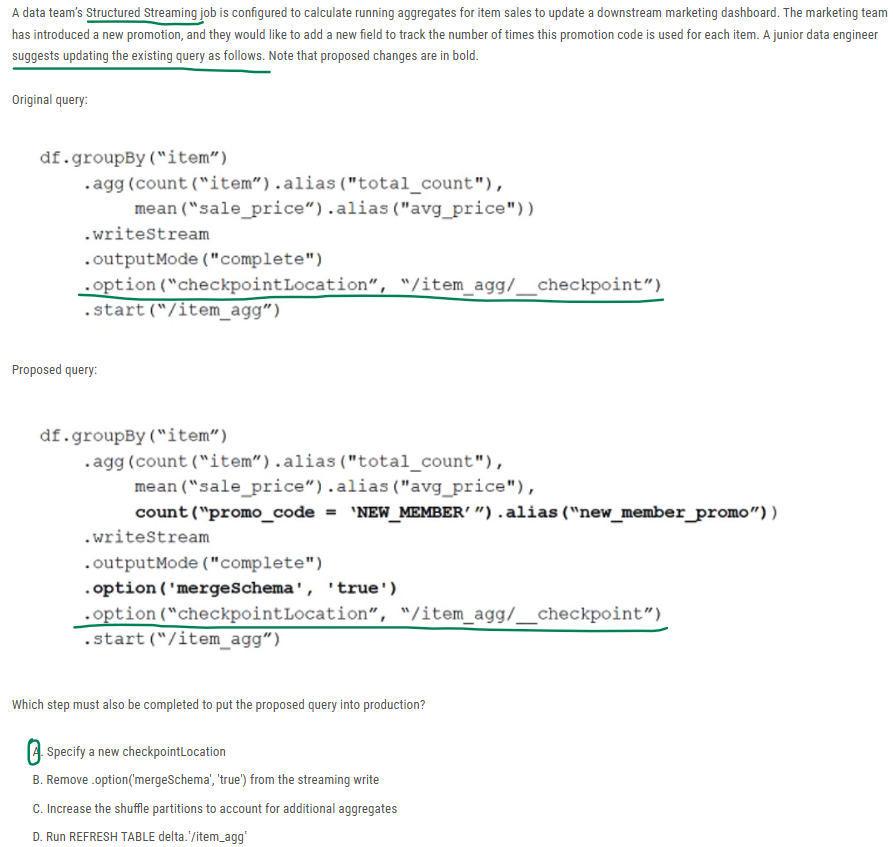 A data team's Structured Streaming job is configured to calculate running aggregates for item sales to update a downstream marketing dashboard. The marketing team
has introduced a new promotion, and they would like to add a new field to track the number of times this promotion code is used for each item. A junior data engineer
suggests updating the existing query as follows. Note that proposed changes are in bold.
Original query:
df.groupBy(“item”)
.agg(count(“item”).alias("total_count"),
mean(“sale_price”).alias("avg_price"))
.writeStream
.outputMode("complete")
.option(“checkpointLocation”, “/item_agg/__checkpoint”)
.start(“/item_agg”)
Proposed query:
df.groupBy(“item”)
.agg(count(“item”).alias("total_count"),
mean(“sale_price”).alias("avg_price"),
count(“promo_code = ‘NEW_MEMBER’”).alias(“new_member_promo”))
.writeStream
.outputMode("complete")
.option('mergeSchema', 'true')
.option(“checkpointLocation”, “/item_agg/__checkpoint”)
.start(“/item_agg”)
Which step must also be completed to put the proposed query into production?
A. Specify a new checkpointLocation
B. Remove .option('mergeSchema', 'true') from the streaming write
C. Increase the shuffle partitions to account for additional aggregates
D. Run REFRESH TABLE delta.'/item_agg'